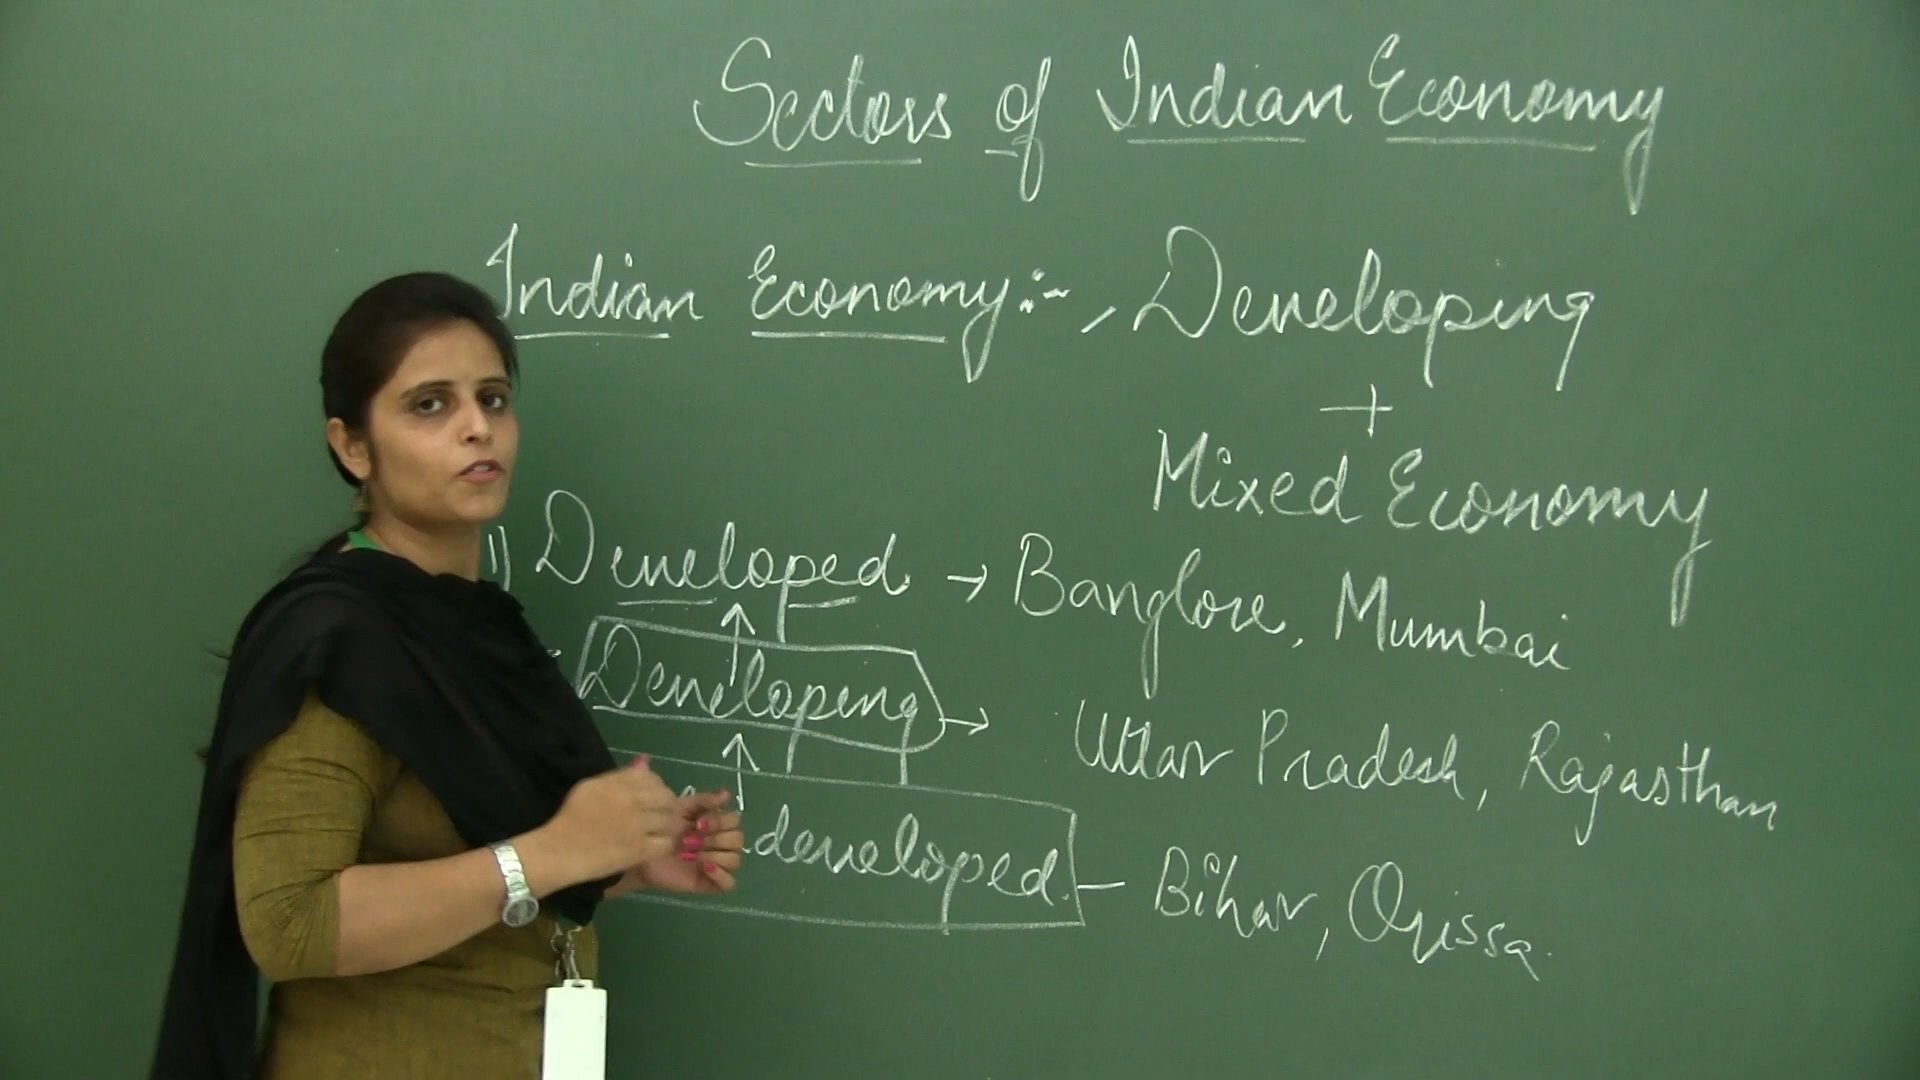 Sectors of Indian Economy
Indian Economy:- Developing
+
Mixed Economy
1) Developed → Banglore, Mumbai
Developing → Uttar Pradesh, Rajasthan
developed - Bihar, Orissa.